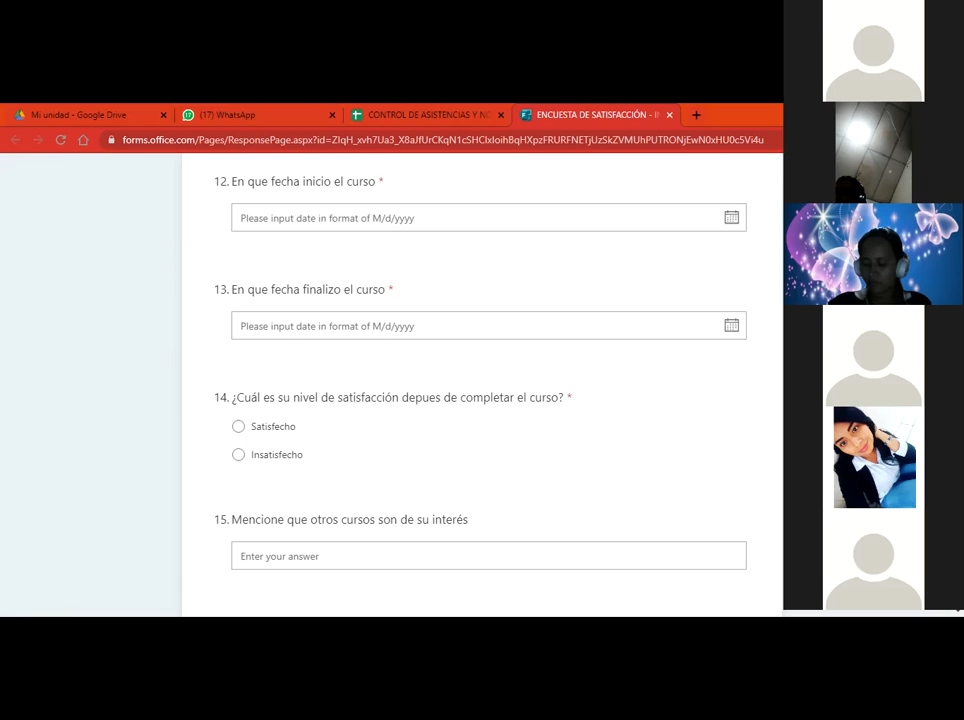 Mi unidad - Google Drive
(17) WhatsApp
CONTROL DE ASISTENCIAS Y NO
ENCUESTA DE SATISFACCIÓN - I
forms.office.com/Pages/ResponsePage.aspx?id=
12. En que fecha inicio el curso *
Please input date in format of M/d/yyyy
13. En que fecha finalizo el curso *
Please input date in format of M/d/yyyy
14. ¿Cuál es su nivel de satisfacción depues de completar el curso? *
Satisfecho
Insatisfecho
15. Mencione que otros cursos son de su interés
Enter your answer